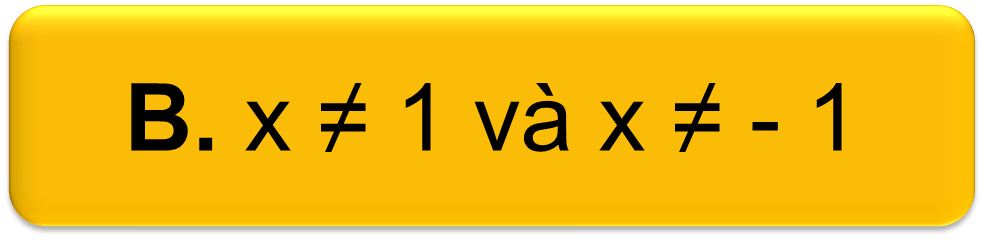 B. x ≠ 1 và x ≠ - 1